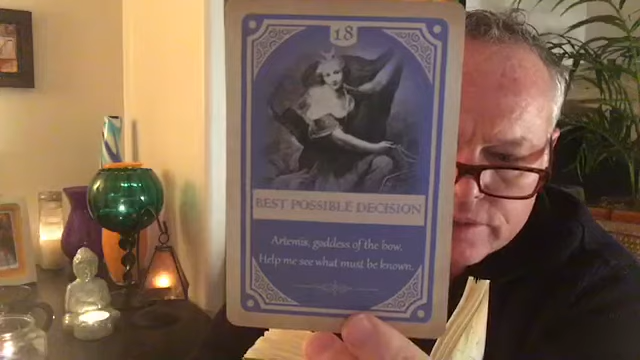 18
BEST POSSIBLE DECISION
Artemis, goddess of the bow,
Help me see what must be known.